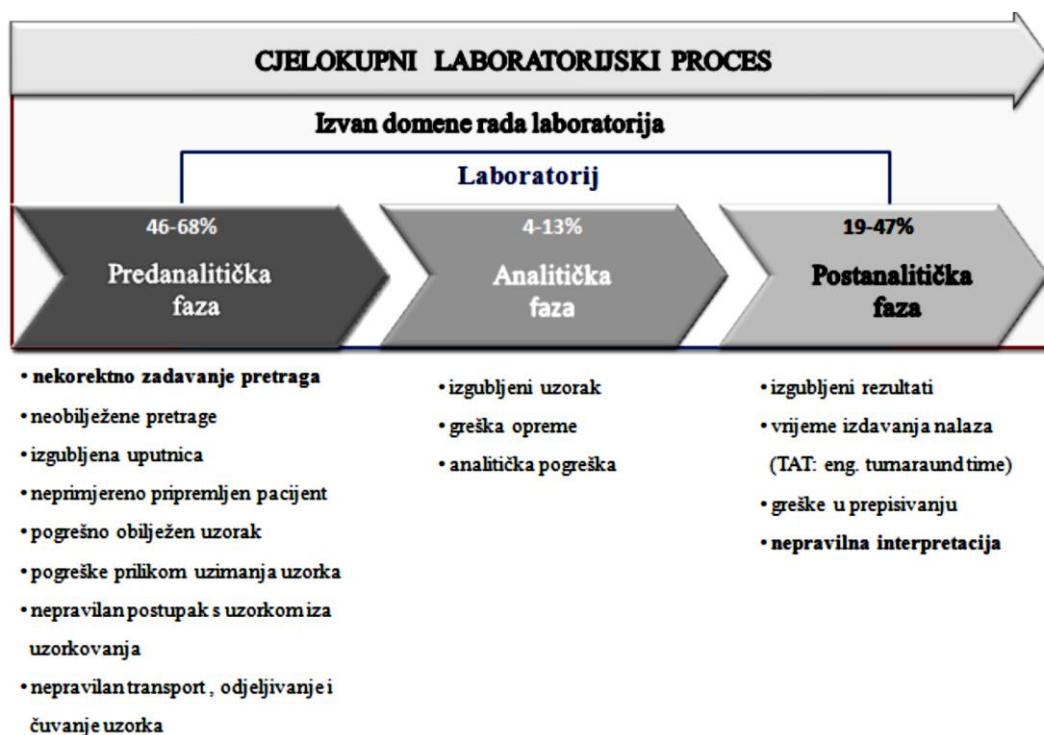 CJELOKUPNI LABORATORIJSKI PROCES
Izvan domene rada laboratorija
Laboratorij
46-68%
Predanalitička
faza
4-13%
Analitička
faza
19-47%
Postanalitička
faza
• nekorektno zadavanje pretraga
• neobilježene pretrage
• izgubljena uputnica
• neprimjereno pripremljen pacijent
• pogrešno obilježen uzorak
• pogreške prilikom uzimanja uzorka
• nepravilan postupak s uzorkom iza
uzorkovanja
• nepravilan transport , odjeljivanje i
čuvanje uzorka
• izgubljeni uzorak
• greška opreme
• analitička pogreška
• izgubljeni rezultati
• vrijeme izdavanja nalaza
(TAT: eng. turnaround time)
• greške u prepisivanju
• nepravilna interpretacija